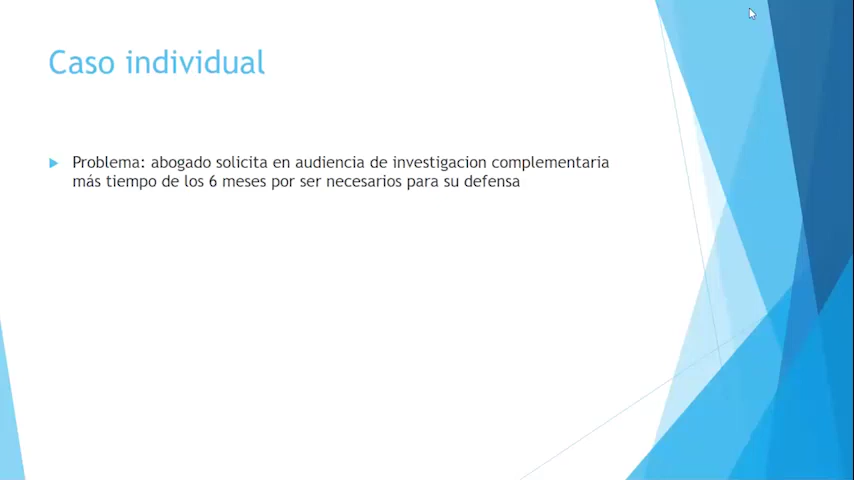 Caso individual
Problema: abogado solicita en audiencia de investigacion complementaria
más tiempo de los 6 meses por ser necesarios para su defensa